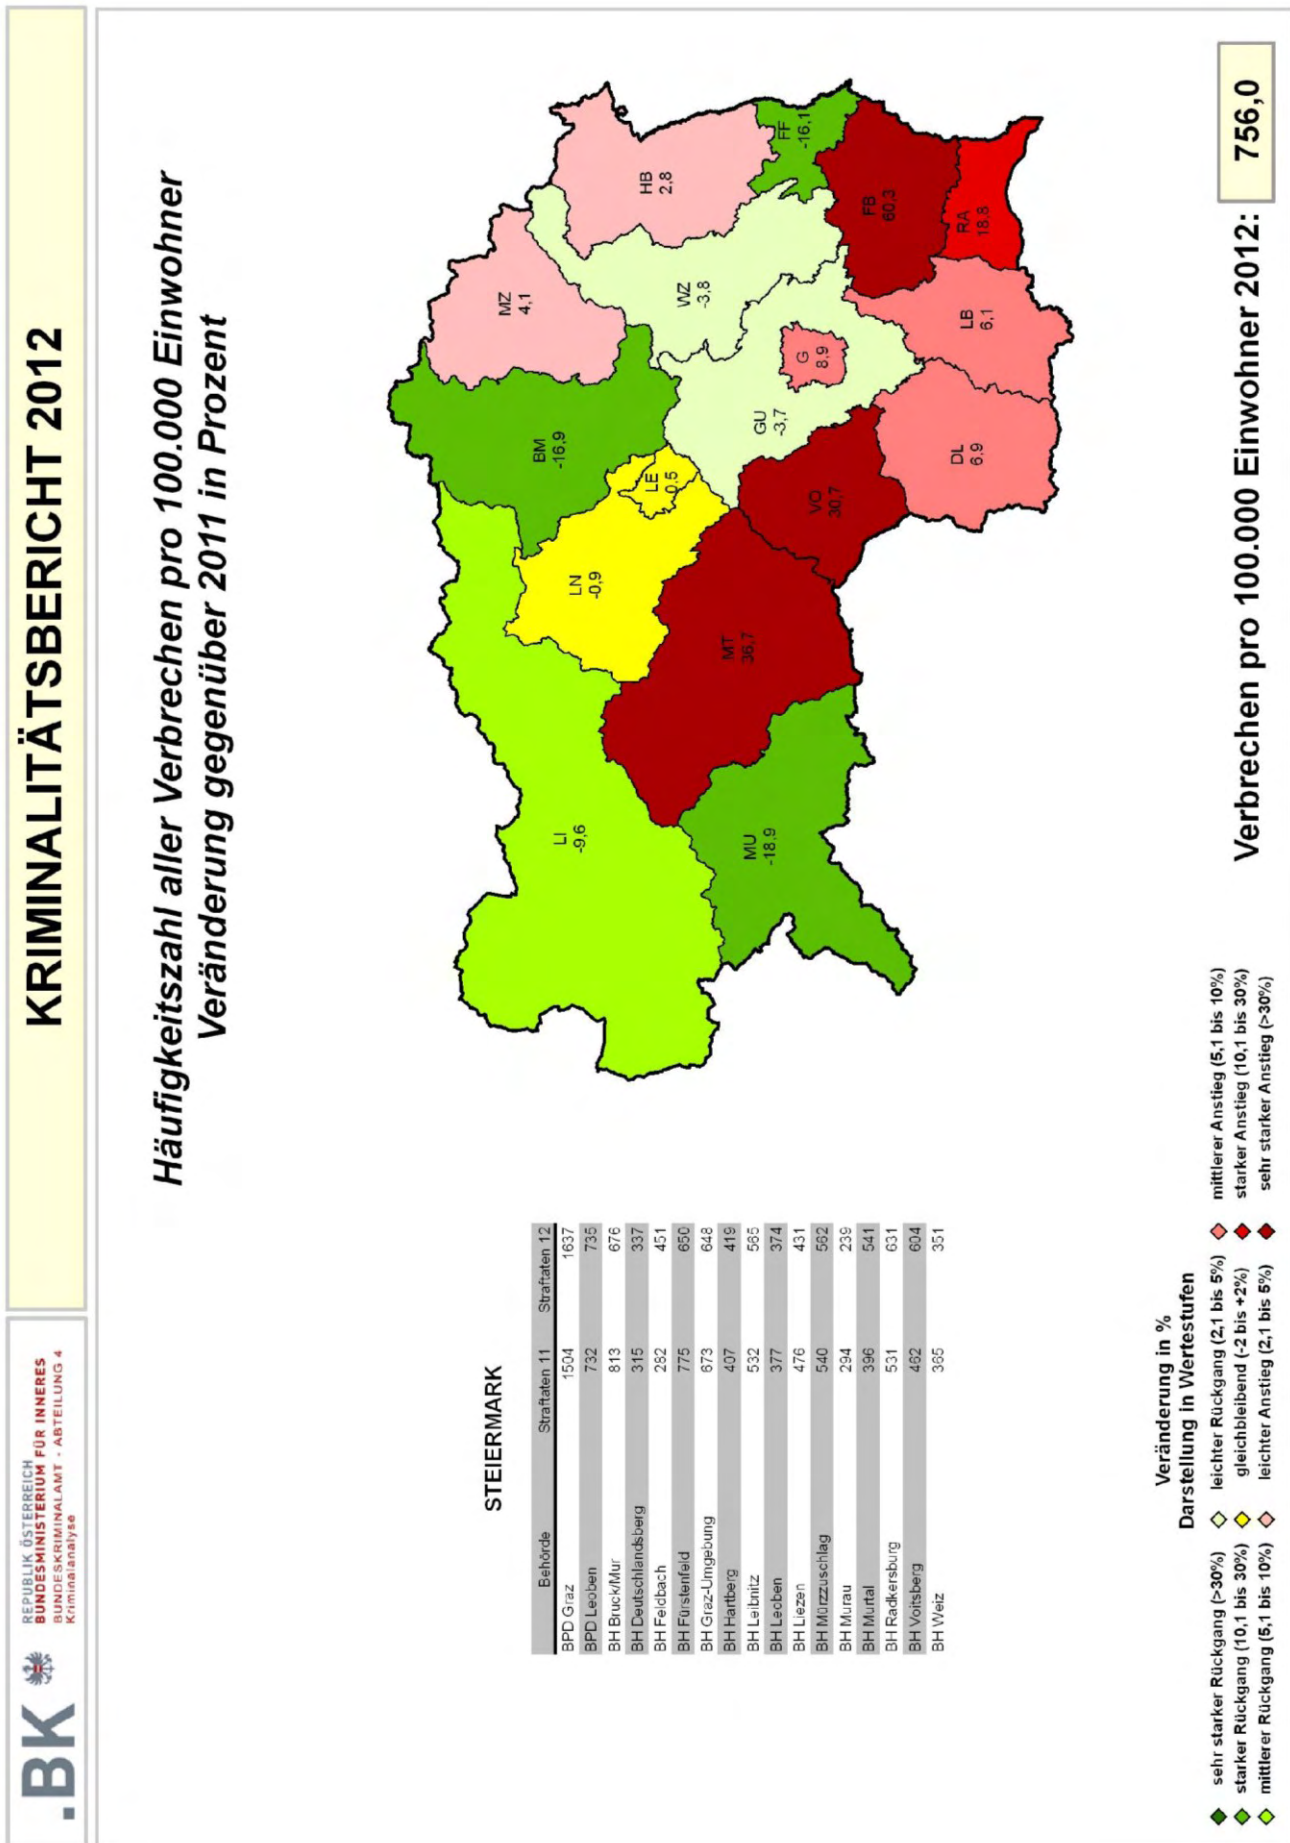 .BK
REPUBLIK ÖSTERREICH
BUNDESMINISTERIUM FÜR INNERES
BUNDESKRIMINALAMT - ABTEILUNG 4
Kriminalanalyse
KRIMINALITÄTSBERICHT 2012
Häufigkeitszahl aller Verbrechen pro 100.000 Einwohner
Veränderung gegenüber 2011 in Prozent
STEIERMARK
Behörde Straftaten 11 Straftaten 12
BPD Graz 1504 1637
BPD Leoben 732 735
BH Bruck/Mur 813 676
BH Deutschlandsberg 315 337
BH Feldbach 282 451
BH Fürstenfeld 775 650
BH Graz-Umgebung 673 648
BH Hartberg 407 419
BH Leibnitz 532 565
BH Leoben 377 374
BH Liezen 476 431
BH Mürzzuschlag 540 562
BH Murau 294 239
BH Murtal 396 541
BH Radkersburg 531 631
BH Voitsberg 462 604
BH Weiz 365 351
LI
-9,6
BM
-16,9
MZ
4,1
HB
2,8
LN
-0,9
LE
0,5
WZ
-3,8
FF
-16,1
MT
36,7
GU
-3,7
G
8,9
FB
60,3
MU
-18,9
VO
30,7
DL
6,9
LB
6,1
RA
18,8
Veränderung in %
Darstellung in Wertestufen
sehr starker Rückgang (>30%)
starker Rückgang (10,1 bis 30%)
mittlerer Rückgang (5,1 bis 10%)
leichter Rückgang (2,1 bis 5%)
gleichbleibend (-2 bis +2%)
leichter Anstieg (2,1 bis 5%)
mittlerer Anstieg (5,1 bis 10%)
starker Anstieg (10,1 bis 30%)
sehr starker Anstieg (>30%)
Verbrechen pro 100.000 Einwohner 2012: 756,0